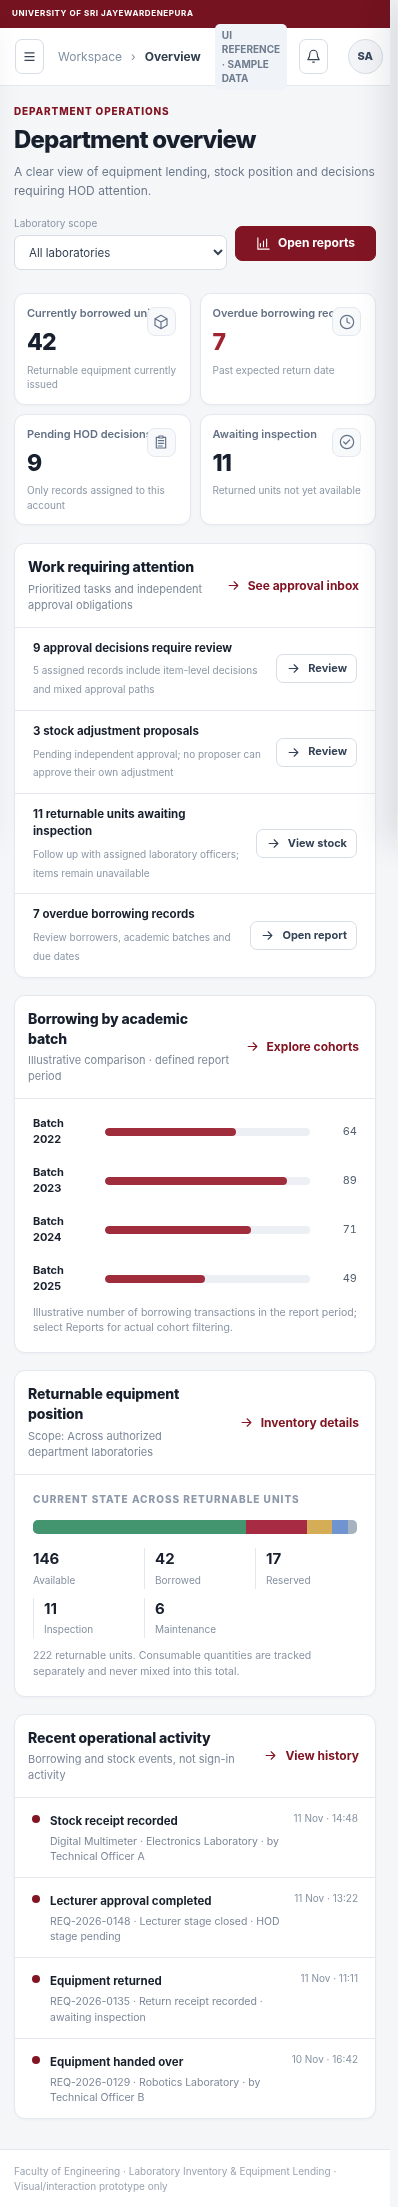 UNIVERSITY OF SRI JAYEWARDENEPURA
Workspace › Overview
UI
REFERENCE
· SAMPLE
DATA
SA
DEPARTMENT OPERATIONS
Department overview
A clear view of equipment lending, stock position and decisions
requiring HOD attention.
Laboratory scope
All laboratories
Open reports
Currently borrowed
42
Returnable equipment currently
issued
Overdue borrowing
7
Past expected return date
Pending HOD decisions
9
Only records assigned to this
account
Awaiting inspection
11
Returned units not yet available
Work requiring attention
Prioritized tasks and independent
approval obligations
→ See approval inbox
9 approval decisions require review
5 assigned records include item-level decisions
and mixed approval paths
→ Review
3 stock adjustment proposals
Pending independent approval; no proposer can
approve their own adjustment
→ Review
11 returnable units awaiting
inspection
Follow up with assigned laboratory officers;
items remain unavailable
→ View stock
7 overdue borrowing records
Review borrowers, academic batches and
due dates
→ Open report
Borrowing by academic
batch
Illustrative comparison · defined report
period
→ Explore cohorts
Batch
2022
64
Batch
2023
89
Batch
2024
71
Batch
2025
49
Illustrative number of borrowing transactions in the report period;
select Reports for actual cohort filtering.
Returnable equipment
position
Scope: Across authorized
department laboratories
→ Inventory details
CURRENT STATE ACROSS RETURNABLE UNITS
146
Available
42
Borrowed
17
Reserved
11
Inspection
6
Maintenance
222 returnable units. Consumable quantities are tracked
separately and never mixed into this total.
Recent operational activity
Borrowing and stock events, not sign-in
activity
→ View history
Stock receipt recorded
11 Nov · 14:48
Digital Multimeter · Electronics Laboratory · by
Technical Officer A
Lecturer approval completed
11 Nov · 13:22
REQ-2026-0148 · Lecturer stage closed · HOD
stage pending
Equipment returned
11 Nov · 11:11
REQ-2026-0135 · Return receipt recorded ·
awaiting inspection
Equipment handed over
10 Nov · 16:42
REQ-2026-0129 · Robotics Laboratory · by
Technical Officer B
Faculty of Engineering · Laboratory Inventory & Equipment Lending ·
Visual/interaction prototype only